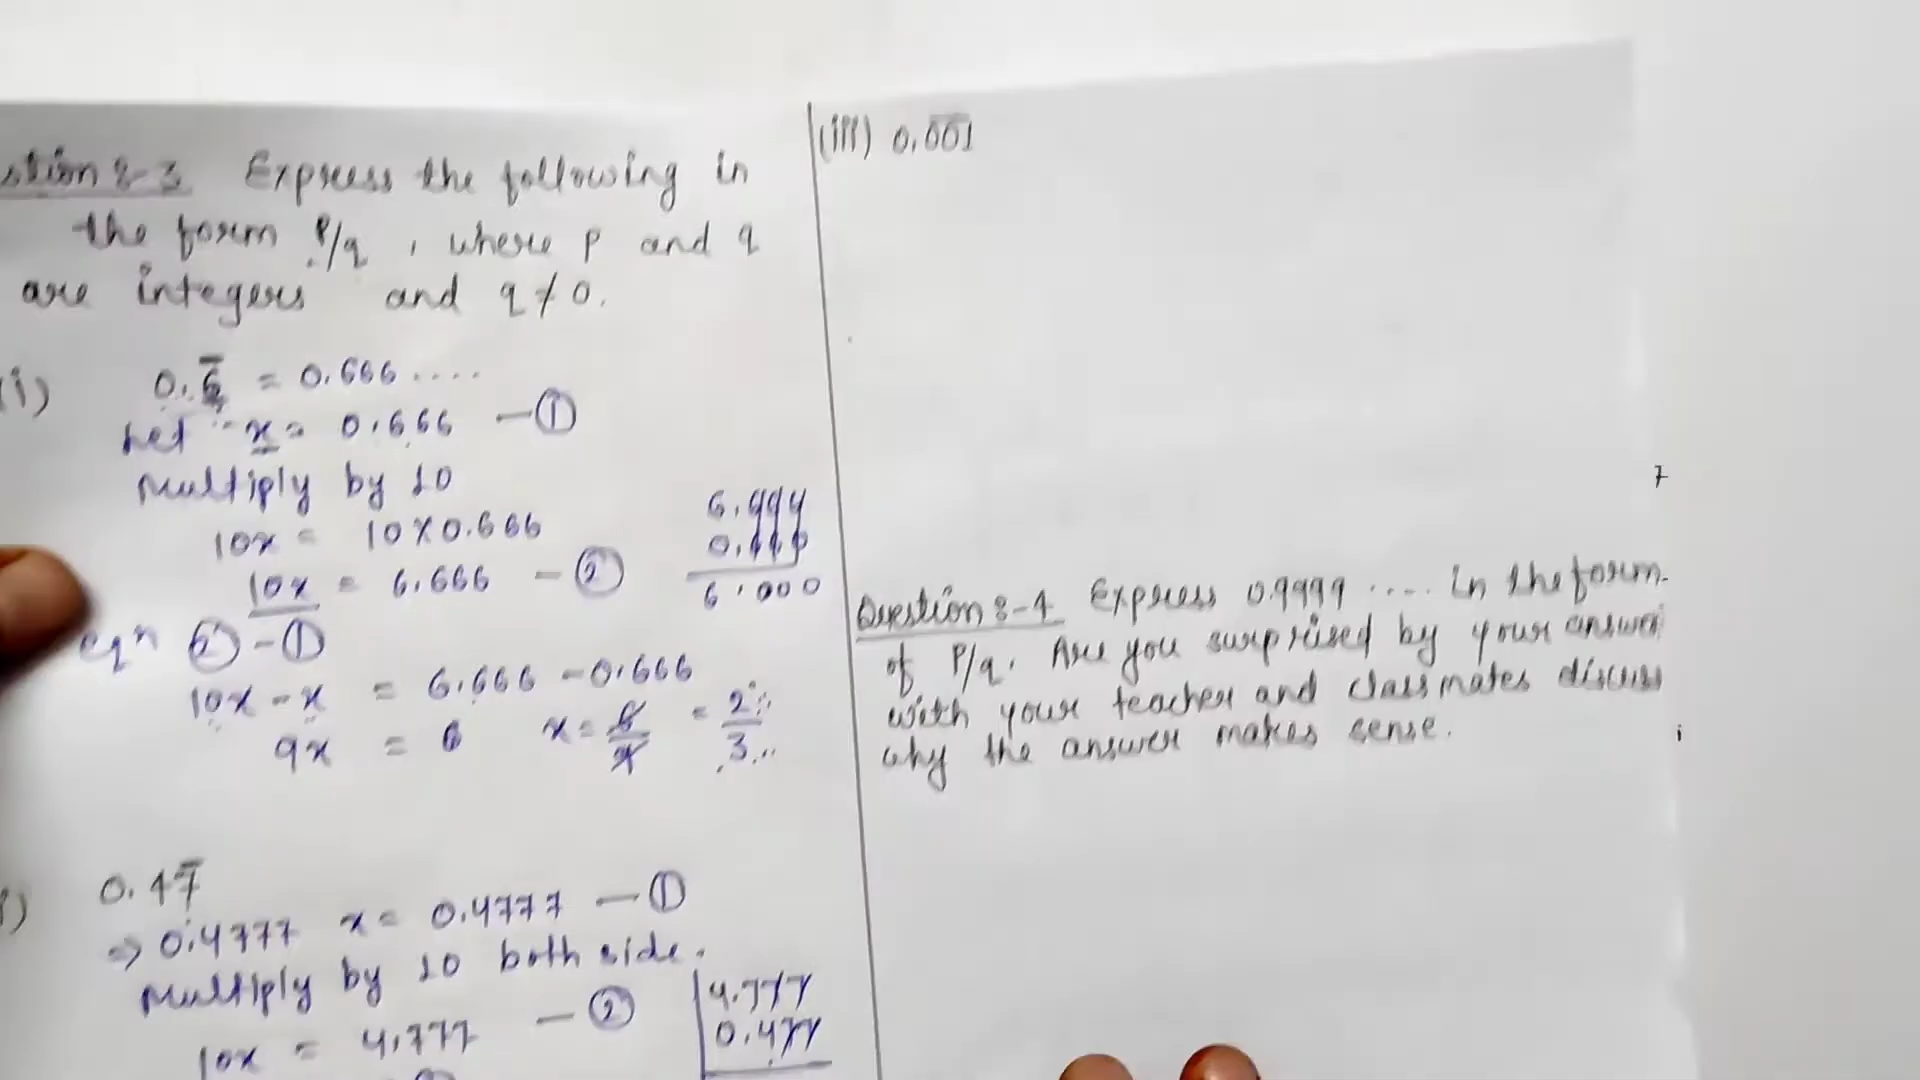 stion 8-3 Express the following in
the form P/q , where p and q
are integers and q ≠ 0.
(i) 0.6̅ = 0.666 ....
Let x = 0.666 — ①
Multiply by 10
10x = 10×0.666
10x = 6.666 — ②
6.666
0.666
6.000
eqn ② - ①
10x - x = 6.666 - 0.666
9x = 6 x = 6/9 = 2/3
i) 0.47̅
⇒ 0.4777 x = 0.4777 — ①
Multiply by 10 both side.
10x = 4.777 — ②
4.777
0.477
(iii) 0.0̅0̅1̅
Question 8-4 Express 0.9999 .... in the form
of P/q. Are you surprised by your answer
with your teacher and classmates discuss
why the answer makes sense.